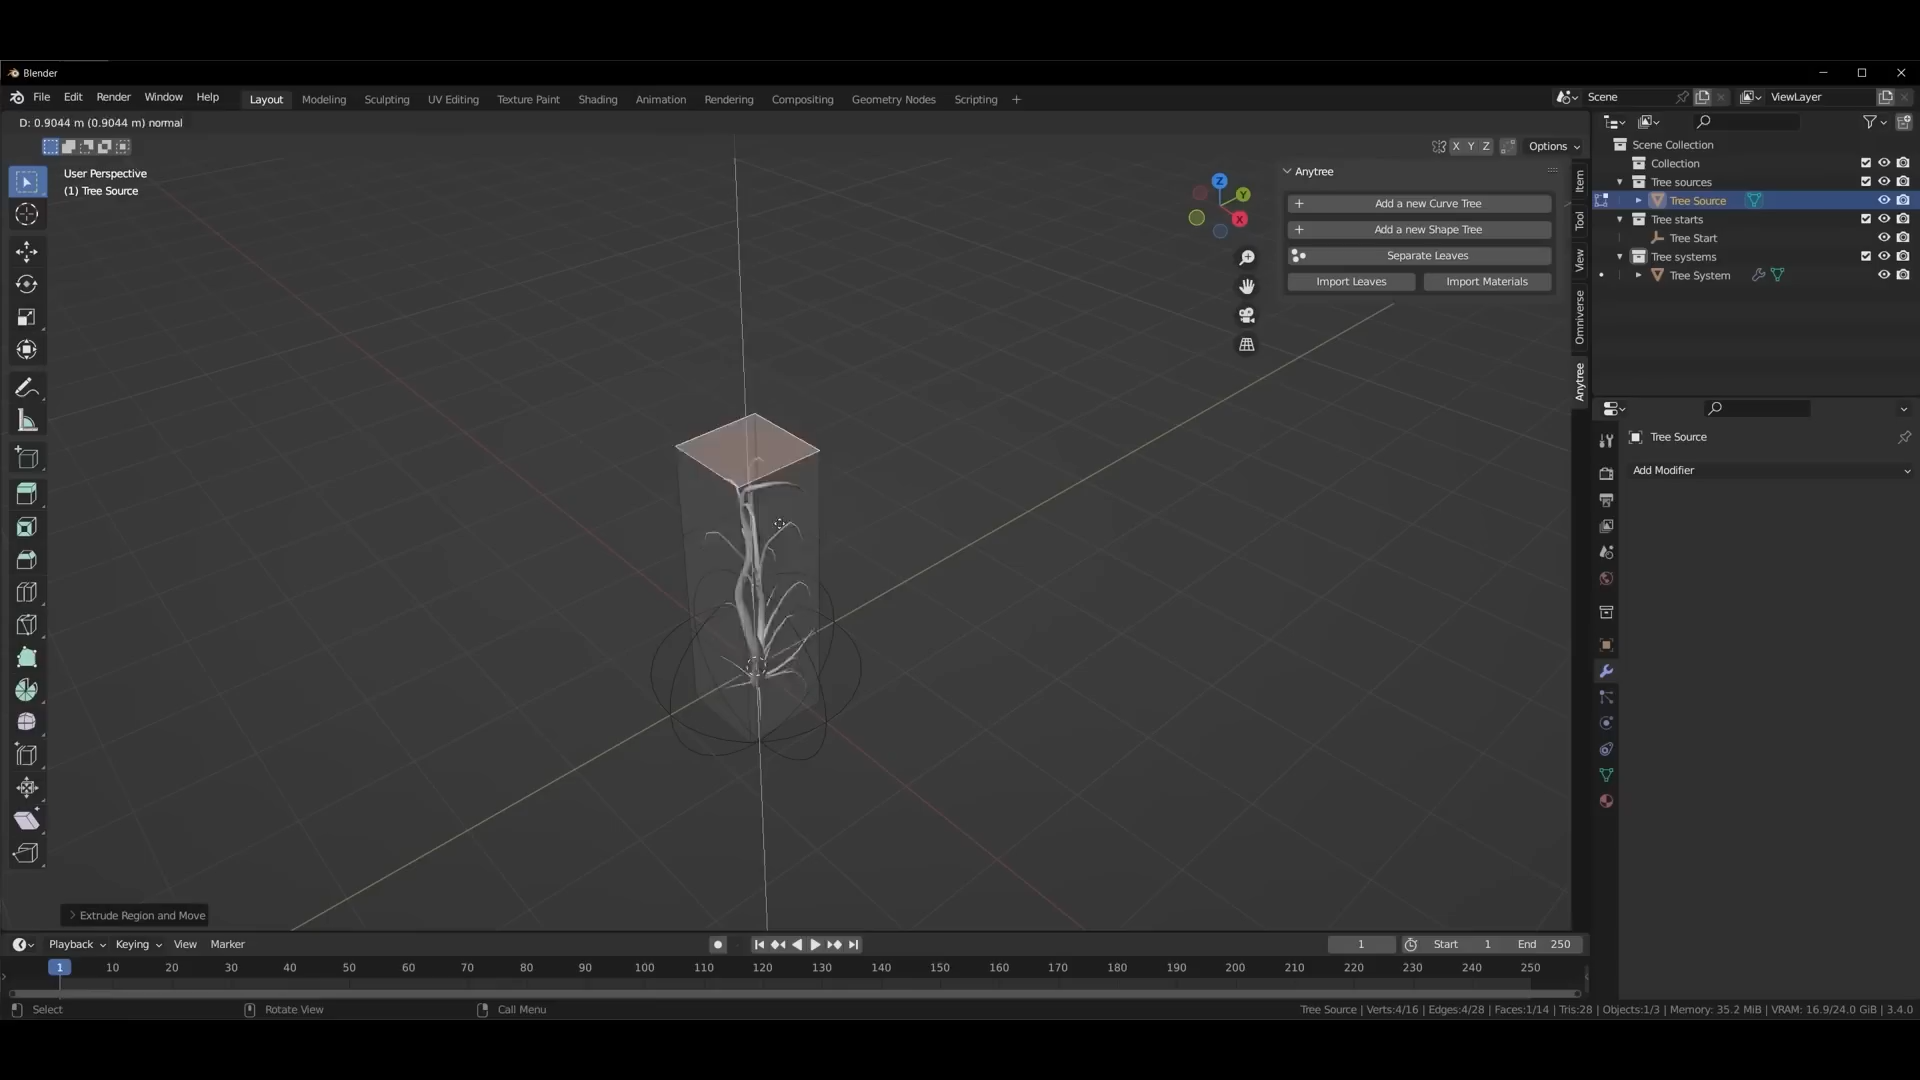 Blender
File Edit Render Window Help Layout Modeling Sculpting UV Editing Texture Paint Shading Animation Rendering Compositing Geometry Nodes Scripting + Scene ViewLayer
D: 0.9044 m (0.9044 m) normal
X Y Z Options
User Perspective
(1) Tree Source
Z
Y
X
Anytree
Add a new Curve Tree
Add a new Shape Tree
Separate Leaves
Import Leaves Import Materials
Item
Tool
View
Omniverse
Anytree
Scene Collection
Collection
Tree sources
Tree Source
Tree starts
Tree Start
Tree systems
Tree System
Tree Source
Add Modifier
Extrude Region and Move
Playback Keying View Marker 1 Start 1 End 250
1 10 20 30 40 50 60 70 80 90 100 110 120 130 140 150 160 170 180 190 200 210 220 230 240 250
Select Rotate View Call Menu Tree Source | Verts:4/16 | Edges:4/28 | Faces:1/14 | Tris:28 | Objects:1/3 | Memory: 35.2 MiB | VRAM: 16.9/24.0 GiB | 3.4.0